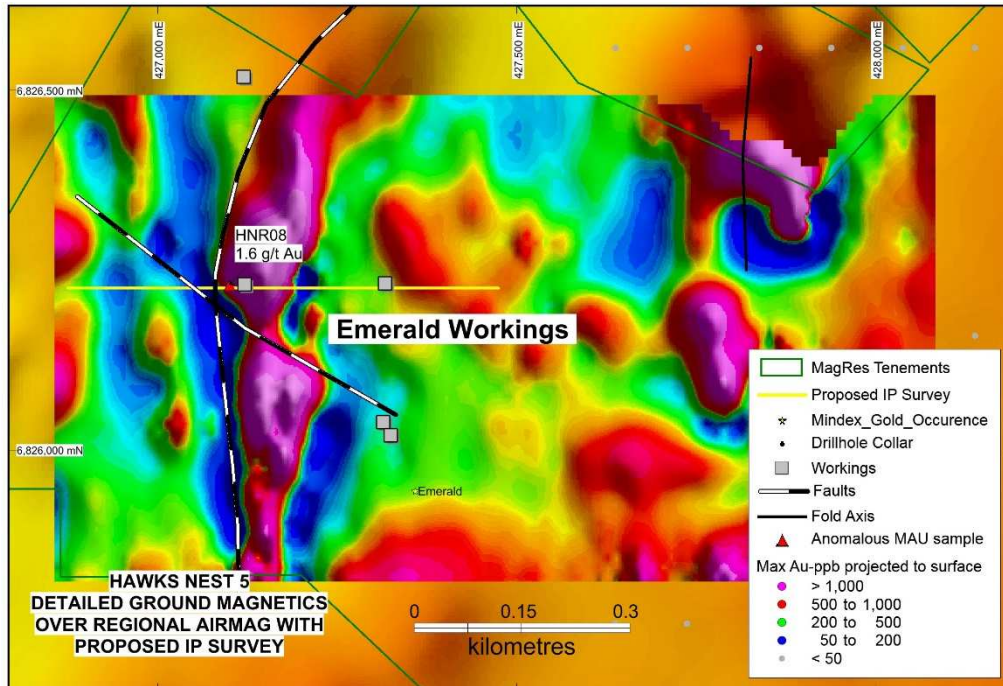 427,000 mE
427,500 mE
428,000 mE
6,826,500 mN
HNR08
1.6 g/t Au
Emerald Workings
6,826,000 mN
Emerald
HAWKS NEST 5
DETAILED GROUND MAGNETICS
OVER REGIONAL AIRMAG WITH
PROPOSED IP SURVEY
0 0.15 0.3
kilometres
MagRes Tenements
Proposed IP Survey
Mindex_Gold_Occurence
Drillhole Collar
Workings
Faults
Fold Axis
Anomalous MAU sample
Max Au-ppb projected to surface
> 1,000
500 to 1,000
200 to 500
50 to 200
< 50